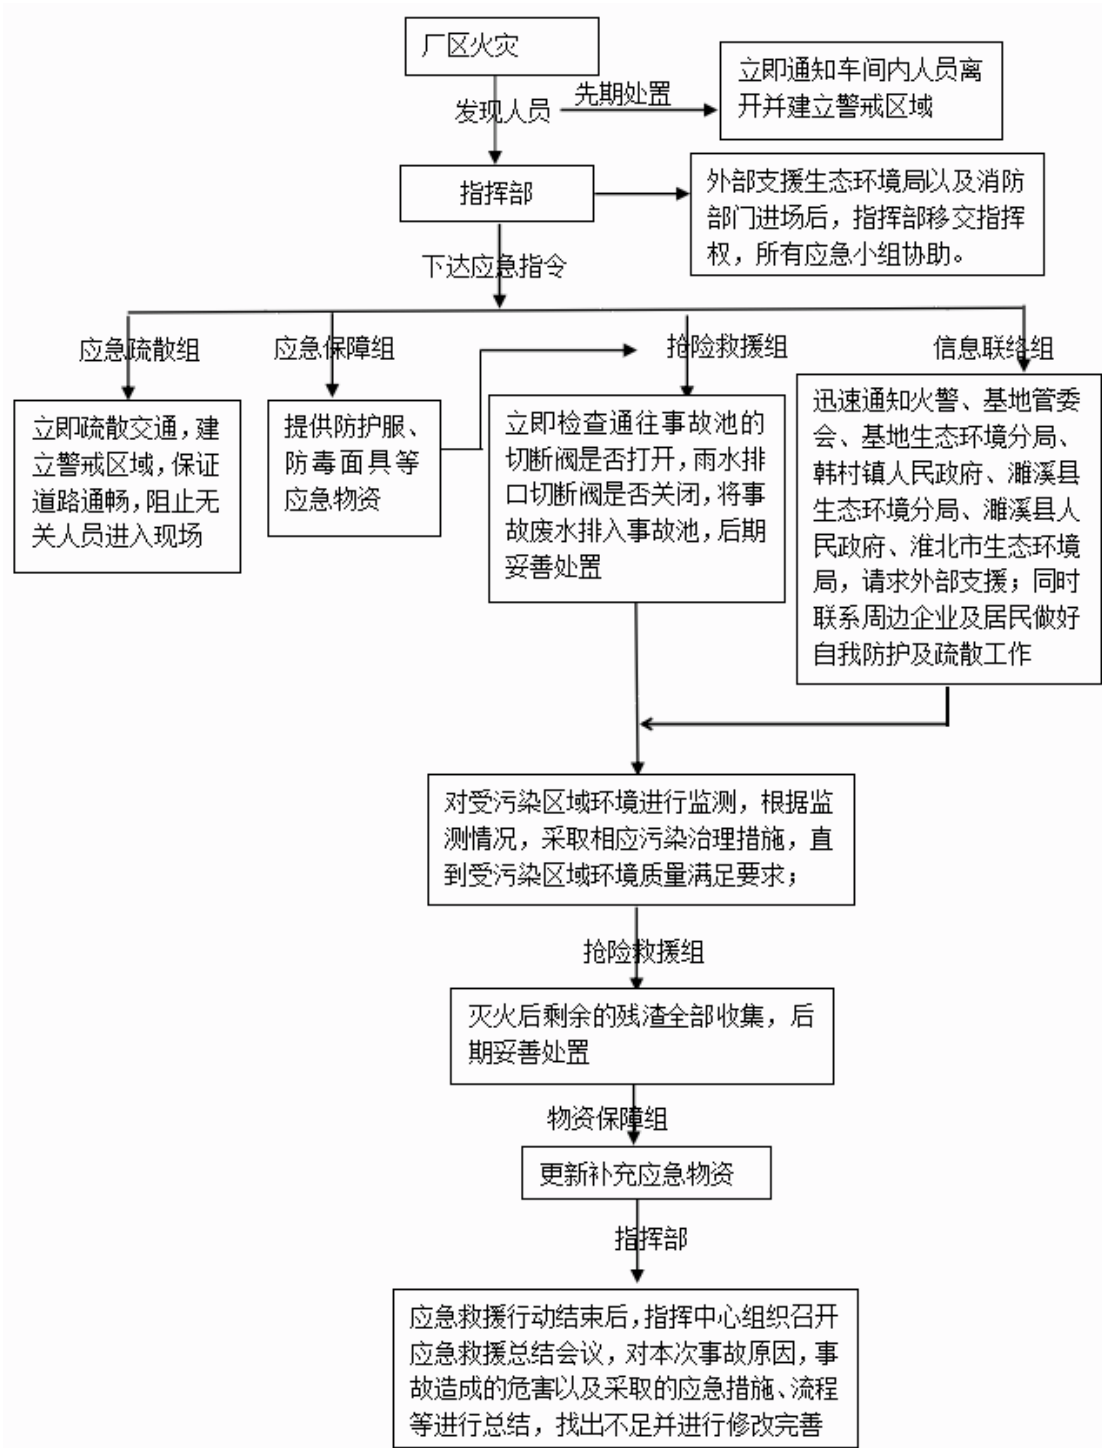 厂区火灾
先期处置
发现人员
立即通知车间内人员离
开并建立警戒区域
指挥部
外部支援生态环境局以及消防
部门进场后，指挥部移交指挥
权，所有应急小组协助。
下达应急指令
应急疏散组
应急保障组
抢险救援组
信息联络组
立即疏散交通，建
立警戒区域，保证
道路通畅，阻止无
关人员进入现场
提供防护服、
防毒面具等
应急物资
立即检查通往事故池的
切断阀是否打开，雨水排
口切断阀是否关闭，将事
故废水排入事故池，后期
妥善处置
迅速通知火警、基地管委
会、基地生态环境分局、
韩村镇人民政府、濉溪县
生态环境分局、濉溪县人
民政府、淮北市生态环境
局，请求外部支援；同时
联系周边企业及居民做好
自我防护及疏散工作
对受污染区域环境进行监测，根据监
测情况，采取相应污染治理措施，直
到受污染区域环境质量满足要求；
抢险救援组
灭火后剩余的残渣全部收集，后
期妥善处置
物资保障组
更新补充应急物资
指挥部
应急救援行动结束后，指挥中心组织召开
应急救援总结会议，对本次事故原因，事
故造成的危害以及采取的应急措施、流程
等进行总结，找出不足并进行修改完善